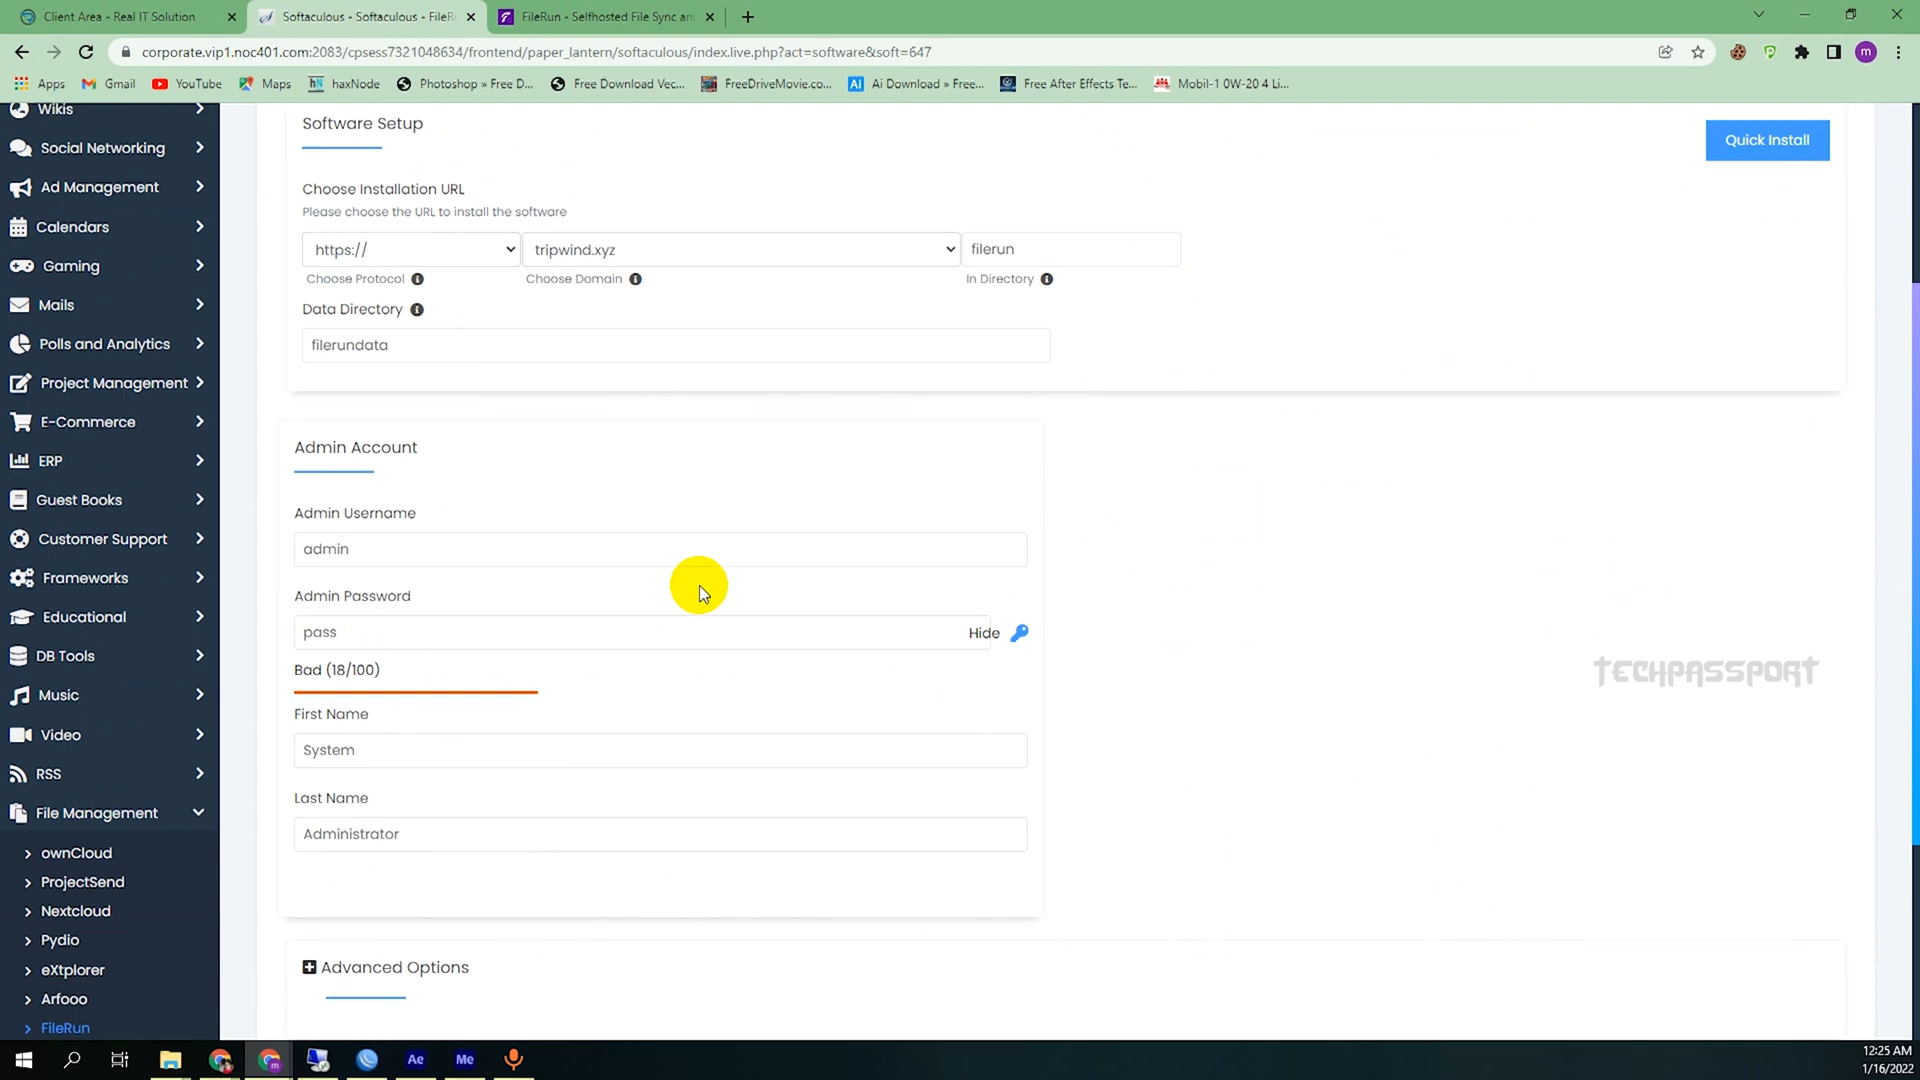 Client Area - Real IT Solution
Softaculous - Softaculous - FileRu
FileRun - Selfhosted File Sync and
corporate.vip1.noc401.com:2083/cpsess7321048634/frontend/paper_lantern/softaculous/index.live.php?act=software&soft=647
m
Apps
Gmail
YouTube
Maps
hn haxNode
Photoshop » Free D...
Free Download Vec...
FreeDriveMovie.co...
Ai Ai Download » Free...
Free After Effects Te...
Mobil-1 0W-20 4 Li...
Wikis
Social Networking
Ad Management
Calendars
Gaming
Mails
Polls and Analytics
Project Management
E-Commerce
ERP
Guest Books
Customer Support
Frameworks
Educational
DB Tools
Music
Video
RSS
File Management
ownCloud
ProjectSend
Nextcloud
Pydio
eXtplorer
Arfooo
FileRun
Software Setup
Quick Install
Choose Installation URL
Please choose the URL to install the software
https://
tripwind.xyz
filerun
Choose Protocol
Choose Domain
In Directory
Data Directory
filerundata
Admin Account
Admin Username
admin
Admin Password
pass
Hide
Bad (18/100)
First Name
System
Last Name
Administrator
Advanced Options
TECHPASSPORT
Ae
Me
12:25 AM
1/16/2022